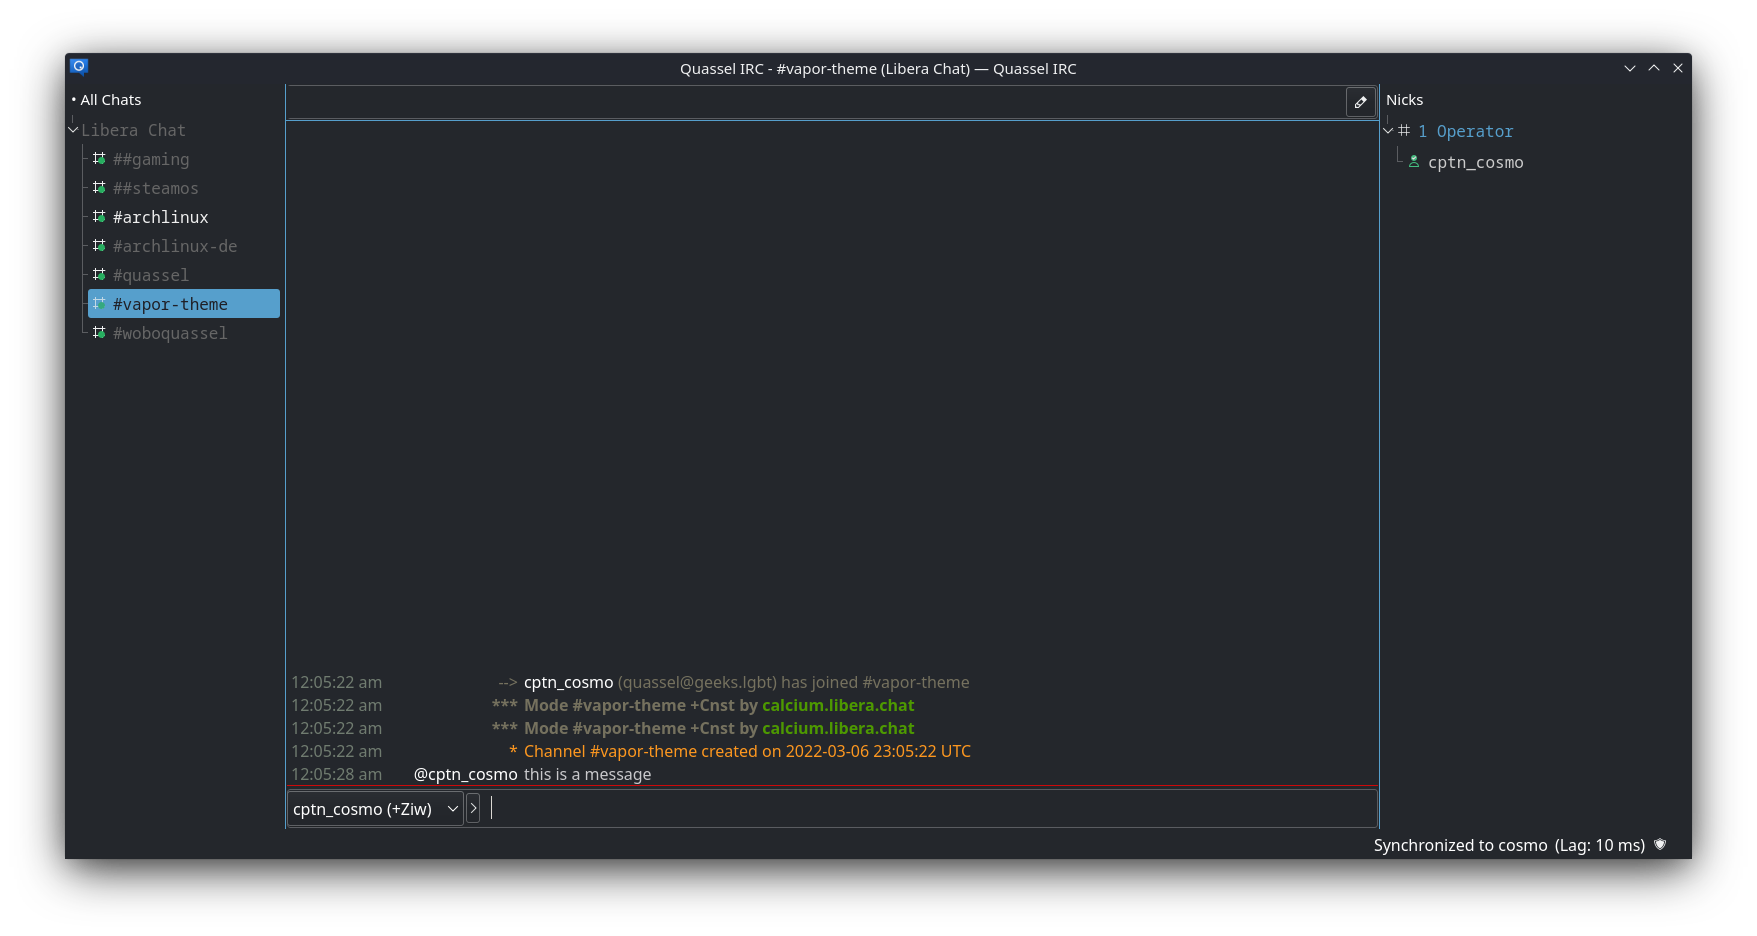 Quassel IRC - #vapor-theme (Libera Chat) — Quassel IRC
• All Chats
Libera Chat
##gaming
##steamos
#archlinux
#archlinux-de
#quassel
#vapor-theme
#woboquassel
12:05:22 am --> cptn_cosmo (quassel@geeks.lgbt) has joined #vapor-theme
12:05:22 am *** Mode #vapor-theme +Cnst by calcium.libera.chat
12:05:22 am *** Mode #vapor-theme +Cnst by calcium.libera.chat
12:05:22 am * Channel #vapor-theme created on 2022-03-06 23:05:22 UTC
12:05:28 am @cptn_cosmo this is a message
cptn_cosmo (+Ziw)
Nicks
1 Operator
cptn_cosmo
Synchronized to cosmo (Lag: 10 ms)